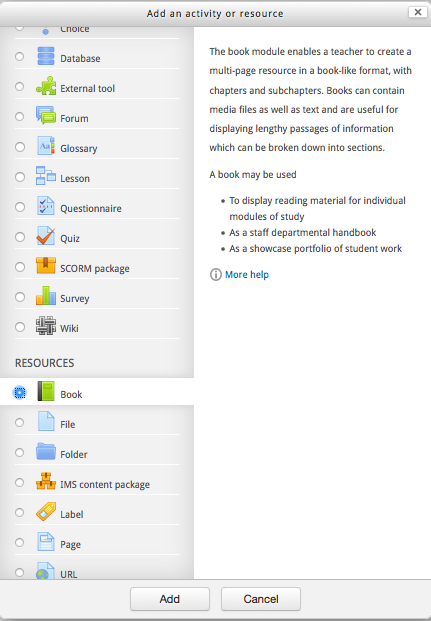 Add an activity or resource
Choice
Database
External tool
Forum
Glossary
Lesson
Questionnaire
Quiz
SCORM package
Survey
Wiki
RESOURCES
Book
File
Folder
IMS content package
Label
Page
URL
The book module enables a teacher to create a
multi-page resource in a book-like format, with
chapters and subchapters. Books can contain
media files as well as text and are useful for
displaying lengthy passages of information
which can be broken down into sections.
A book may be used
• To display reading material for individual
modules of study
• As a staff departmental handbook
• As a showcase portfolio of student work
More help
Add
Cancel